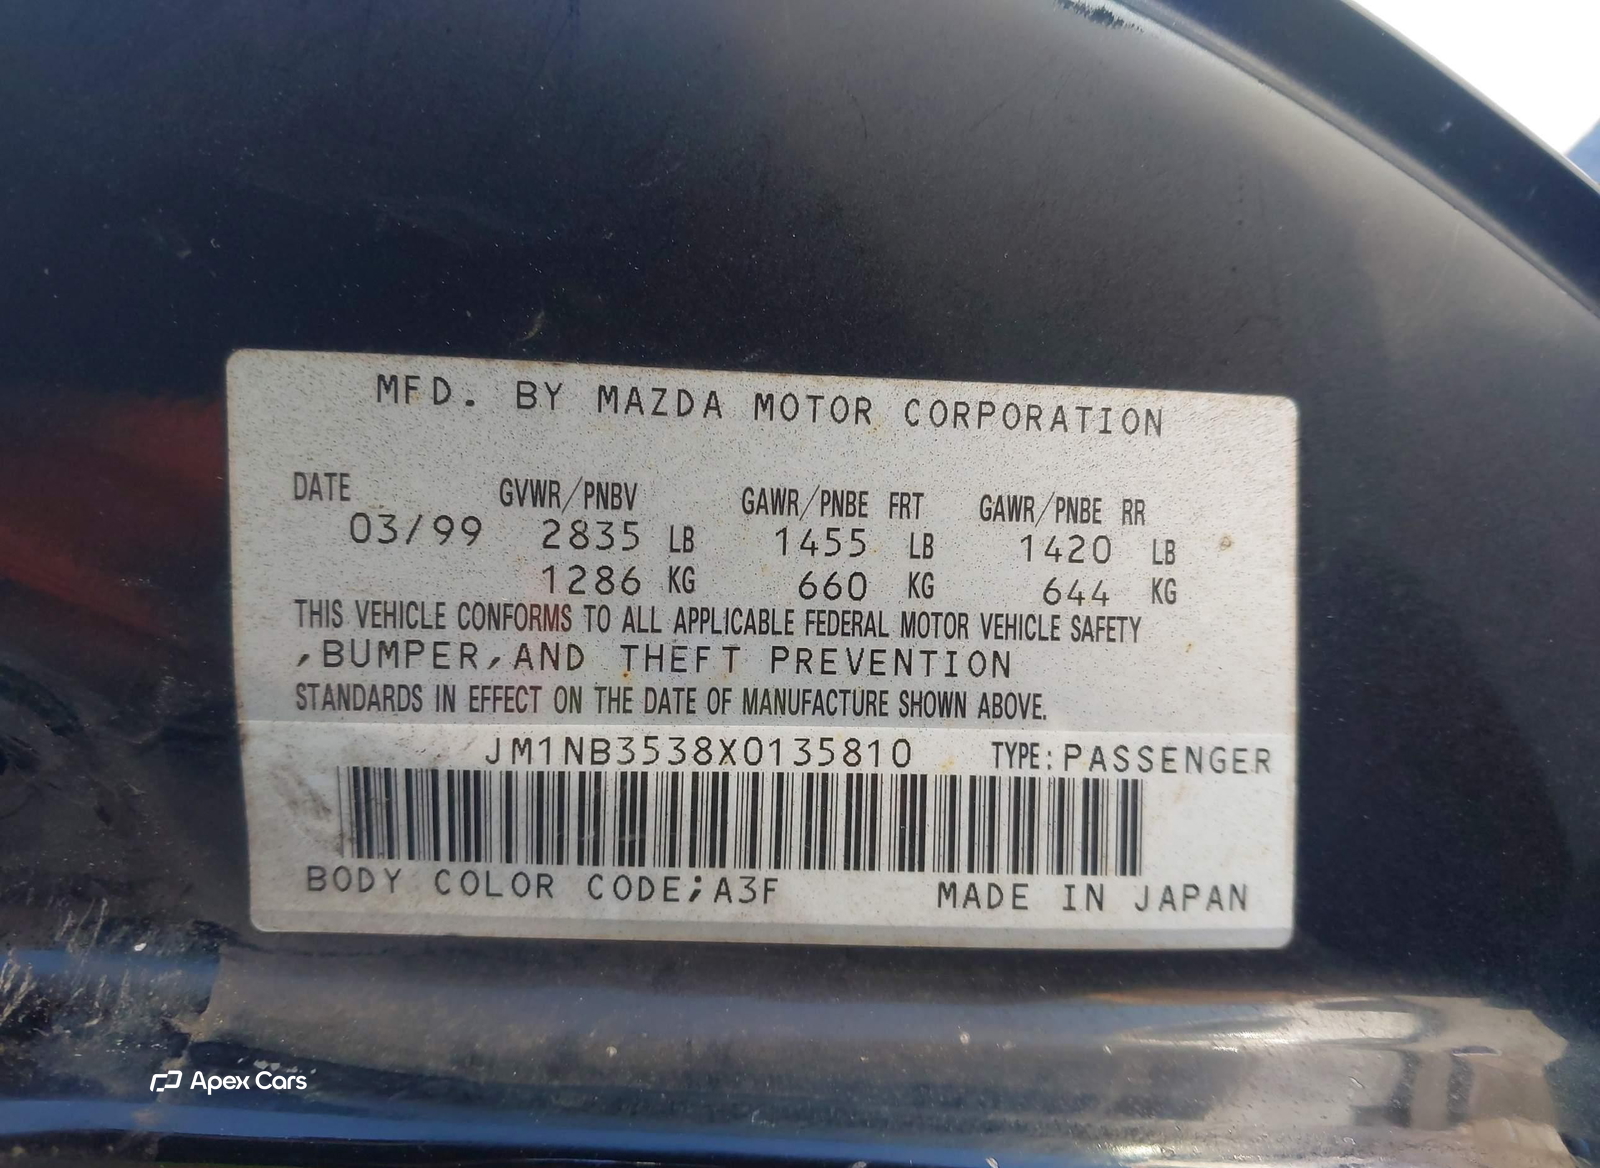 MFD. BY MAZDA MOTOR CORPORATION
DATE GVWR/PNBV GAWR/PNBE FRT GAWR/PNBE RR
03/99 2835 LB 1455 LB 1420 LB
1286 KG 660 KG 644 KG
THIS VEHICLE CONFORMS TO ALL APPLICABLE FEDERAL MOTOR VEHICLE SAFETY
,BUMPER,AND THEFT PREVENTION
STANDARDS IN EFFECT ON THE DATE OF MANUFACTURE SHOWN ABOVE.
JM1NB3538X0135810 TYPE: PASSENGER
BODY COLOR CODE;A3F MADE IN JAPAN
Apex Cars